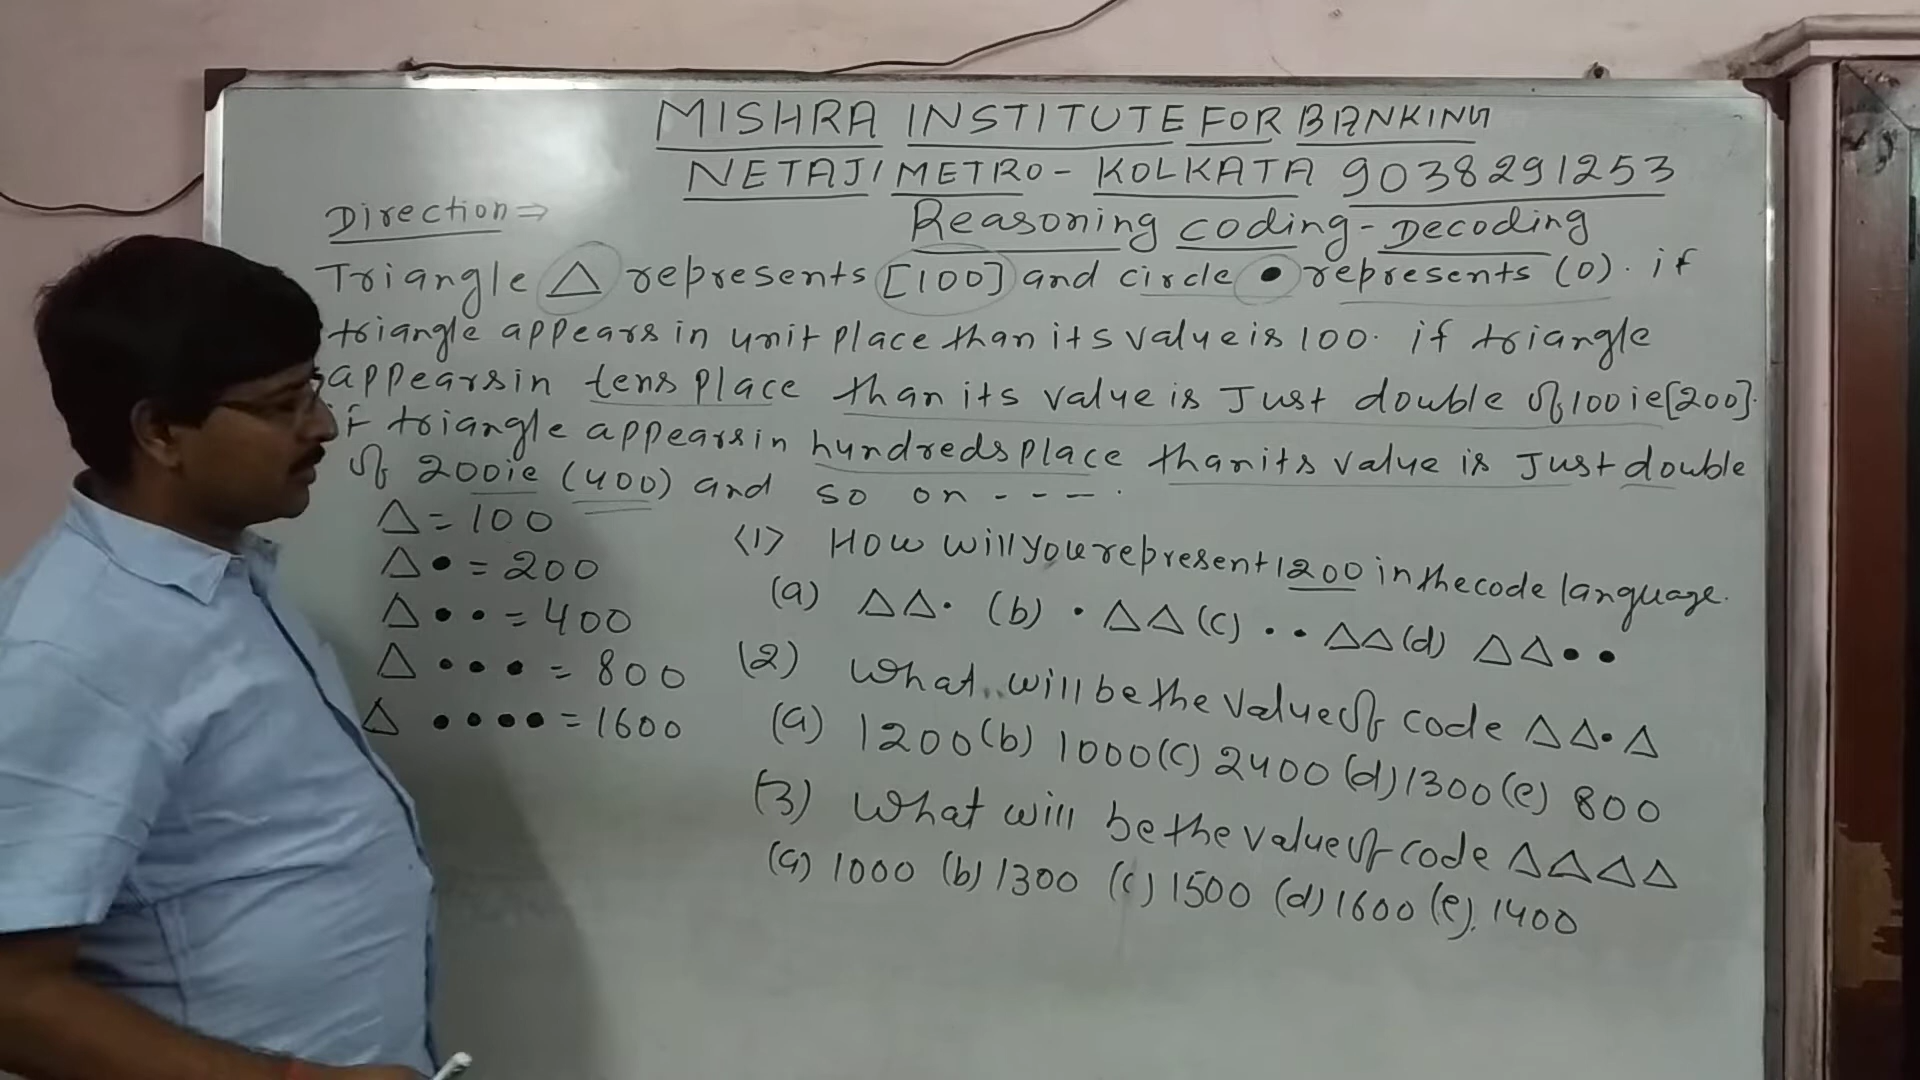 MISHRA INSTITUTE FOR BANKING
NETAJI METRO - KOLKATA 9038291253
Direction ⇒
Reasoning coding - Decoding
Triangle △ represents [100] and circle • represents (0). if
triangle appears in unit place than its value is 100. if triangle
appears in tens place than its value is Just double of 100 ie [200].
if triangle appears in hundreds place than its value is Just double
of 200 ie (400) and so on - - - - .
△ = 100
△ • = 200
△ • • = 400
△ • • • = 800
△ • • • • = 1600
<1> How will you represent 1200 in the code language.
(a) △△• (b) •△△ (c) ••△△ (d) △△••
(2) What will be the value of code △△•△
(a) 1200 (b) 1000 (c) 2400 (d) 1300 (e) 800
(3) What will be the value of code △△△△
(a) 1000 (b) 1300 (c) 1500 (d) 1600 (e). 1400